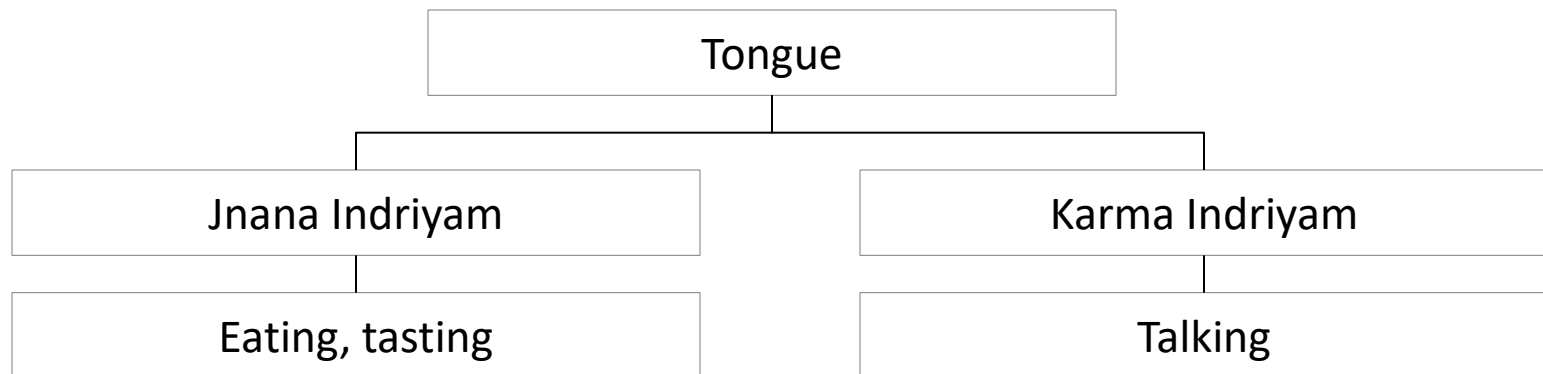 Tongue
Jnana Indriyam
Karma Indriyam
Eating, tasting
Talking